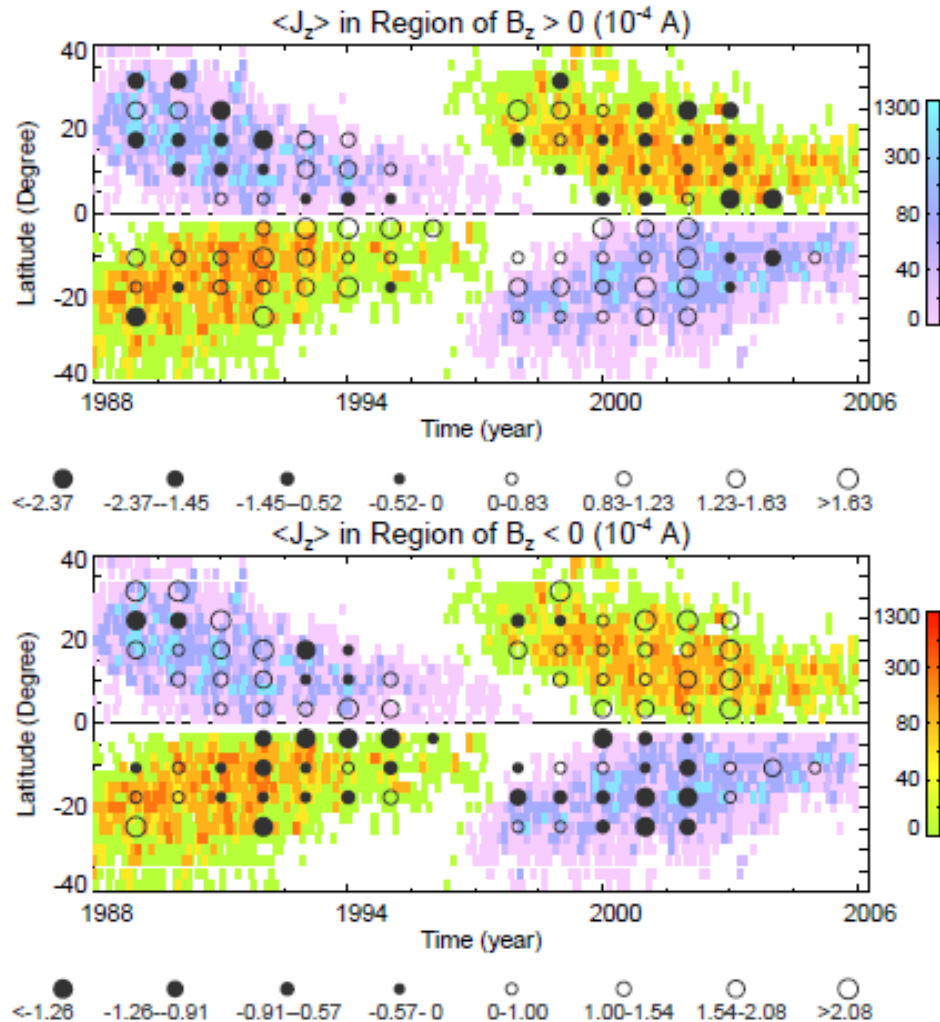 <J_z> in Region of B_z > 0 (10^-4 A)
40
20
0
-20
-40
Latitude (Degree)
1300
300
80
40
0
1988 1994 2000 2006
Time (year)
<-2.37 -2.37--1.45 -1.45--0.52 -0.52- 0 0-0.83 0.83-1.23 1.23-1.63 >1.63
<J_z> in Region of B_z < 0 (10^-4 A)
40
20
0
-20
-40
Latitude (Degree)
1300
300
80
40
0
1988 1994 2000 2006
Time (year)
<-1.26 -1.26--0.91 -0.91--0.57 -0.57- 0 0-1.00 1.00-1.54 1.54-2.08 >2.08